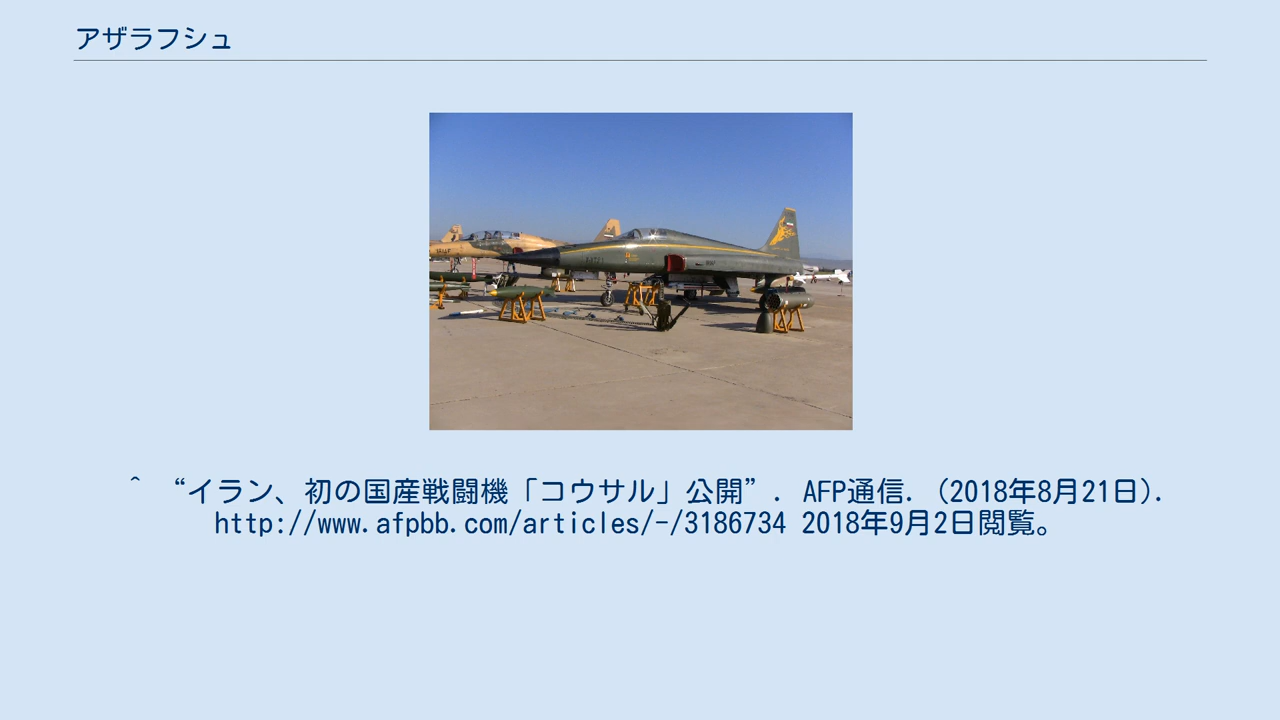 アザラフシュ
^ “イラン、初の国産戦闘機「コウサル」公開”. AFP通信. (2018年8月21日).
http://www.afpbb.com/articles/-/3186734 2018年9月2日閲覧。